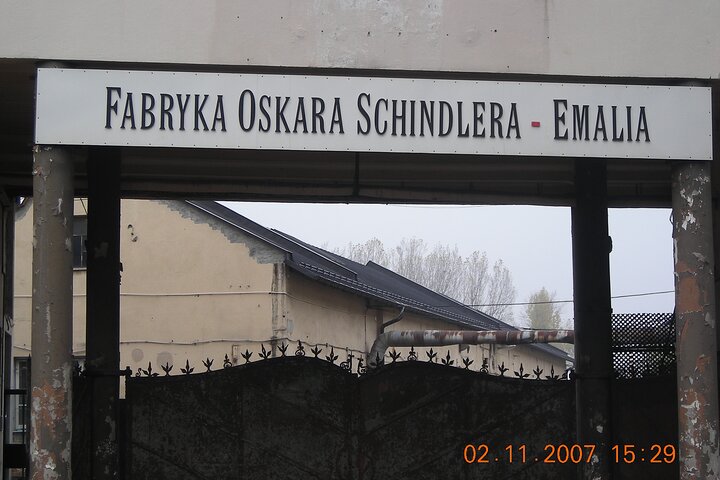 FABRYKA OSKARA SCHINDLERA - EMALIA
02.11.2007 15:29